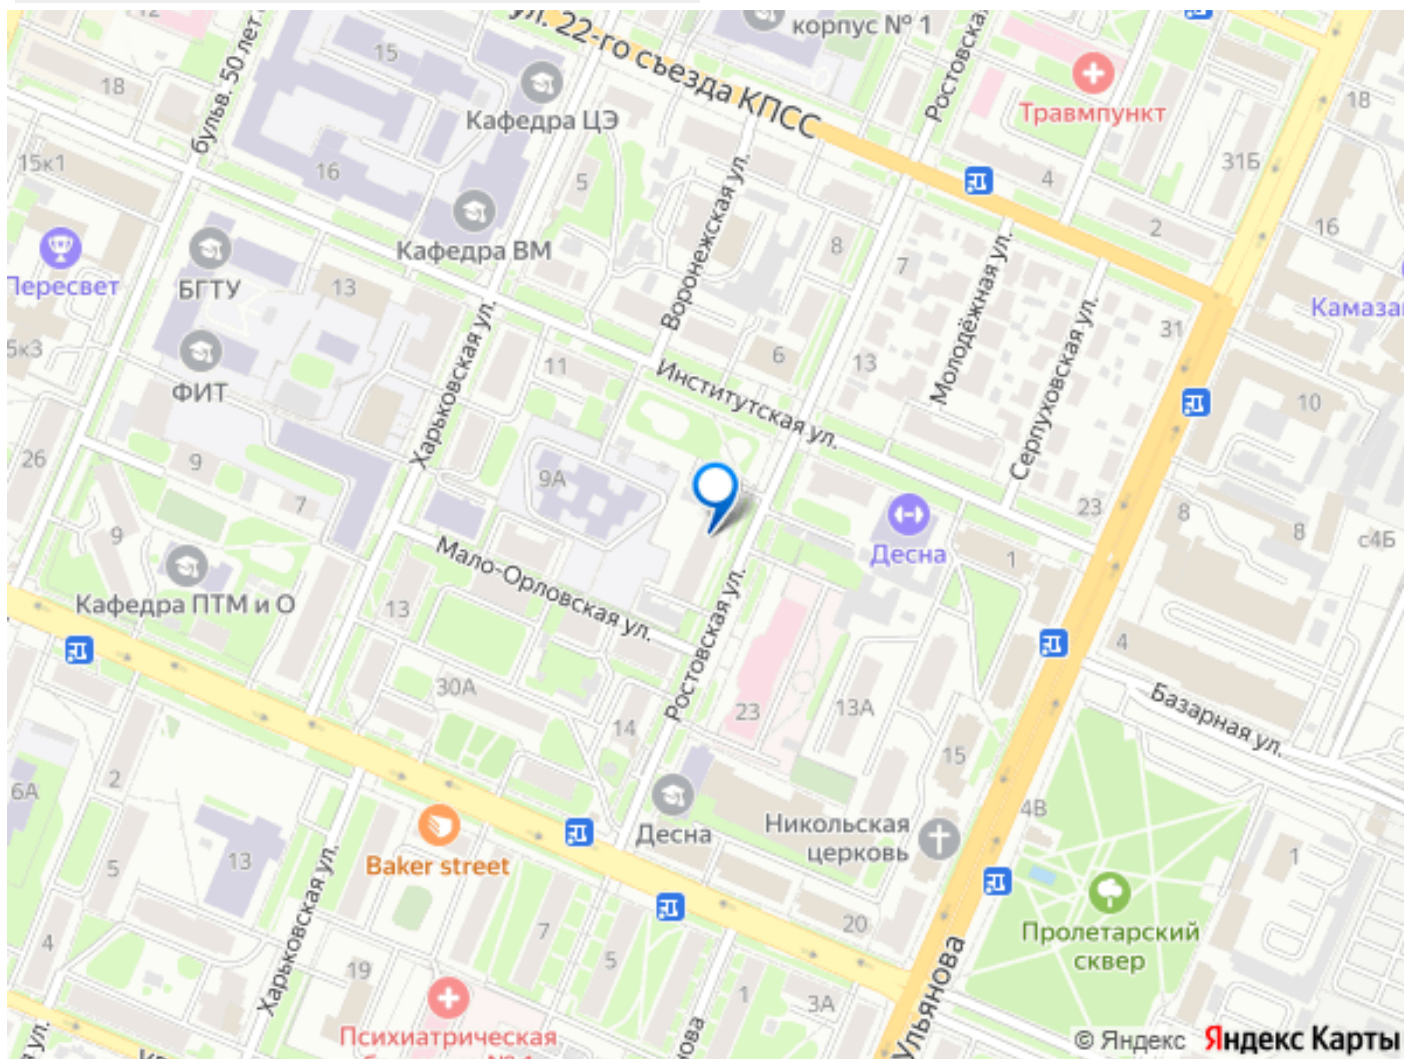 корпус № 1
ул. 22-го съезда КПСС
бульв. 50 лет
15
18
Кафедра ЦЭ
Ростовская
Травмпункт
18
15к1
16
5
4
31Б
Воронежская ул.
Кафедра ВМ
2
16
Пересвет
БГТУ
13
8
7
Молодёжная ул.
Камаза
31
5к3
ФИТ
Харьковская ул.
11
6
13
Институтская ул.
Серпуховская ул.
10
26
9
9А
7
23
8
8
с4Б
9
Десна
1
Мало-Орловская ул.
Кафедра ПТМ и О
13
Ростовская ул.
4
Базарная ул.
30А
23
13А
14
15
2
6А
Десна
4В
Никольская
церковь
13
5
Baker street
1
Харьковская ул.
20
7
Пролетарский
сквер
4
5
19
1
3А
Ульянова
Психиатрическая
© Яндекс Яндекс Карты